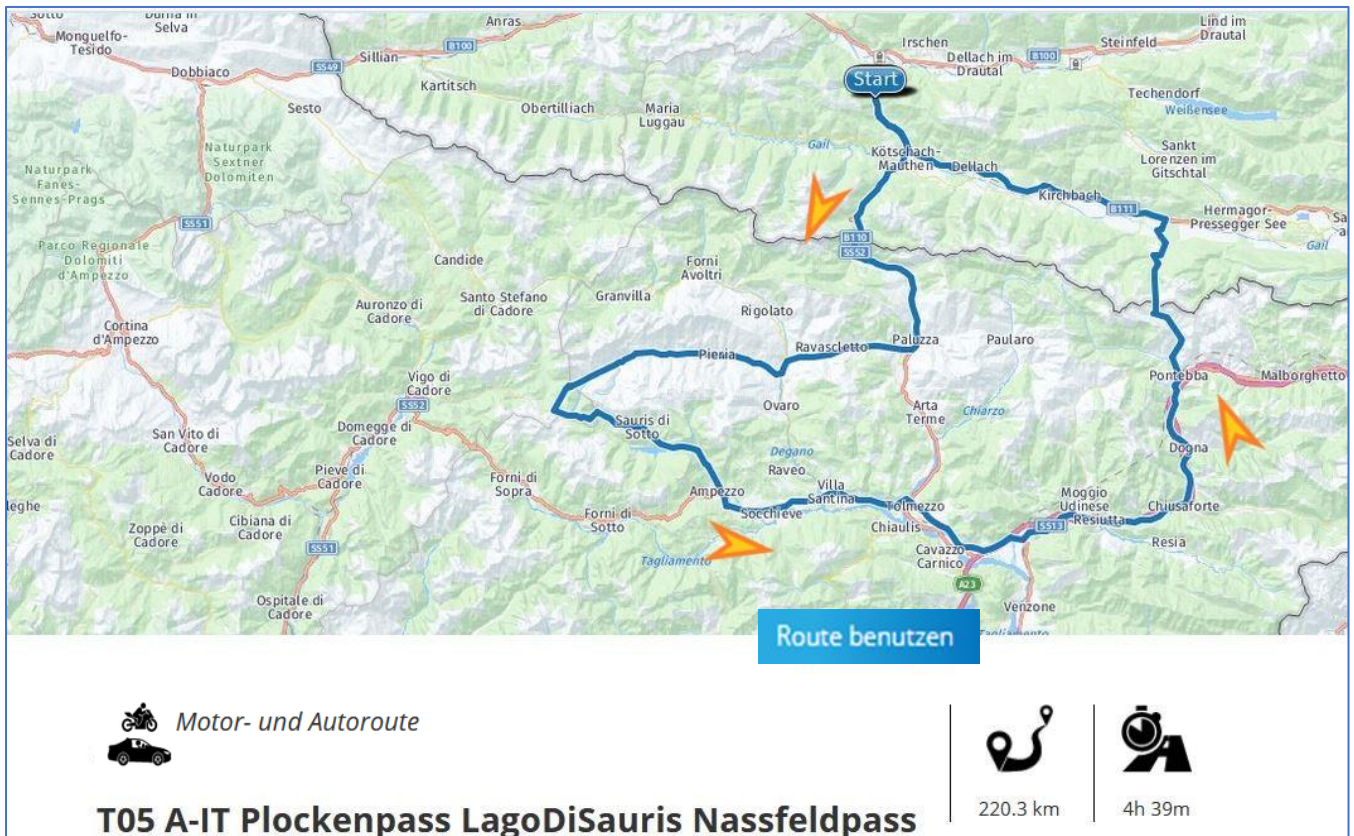 Sotto
Durna in
Selva
Monguelfo-
Tesido
Dobbiaco
SS49
Sillian
Anras
B100
Kartitsch
Sesto
Obertilliach
Maria
Luggau
Irschen
Dellach im
Drautal
B100
Steinfeld
Lind im
Drautal
Start
Techendorf
Weißensee
Naturpark
Sextner
Dolomiten
Naturpark
Fanes-
Sennes-Prags
Gail
Kötschach-
Mauthen
Dellach
Sankt
Lorenzen im
Gitschtal
Kirchbach
B111
Hermagor-
Pressegger See
Gail
SS51
Parco Regionale
Dolomiti
d'Ampezzo
B110
SS52
Candide
Forni
Avoltri
Auronzo di
Cadore
Santo Stefano
di Cadore
Granvilla
Rigolato
Cortina
d'Ampezzo
Pieria
Ravascletto
Paluzza
Paularo
Pontebba
Malborghetto
Vigo di
Cadore
SS52
Domegge di
Cadore
Sauris di
Sotto
Ovaro
Arta
Terme
Chiarzo
Selva di
Cadore
San Vito di
Cadore
Degano
Raveo
Dogna
Vodo
Cadore
Pieve di
Cadore
Forni di
Sopra
Ampezzo
Villa
Santina
Tolmezzo
Moggio
Udinese
Chiusaforte
leghe
Zoppè di
Cadore
Cibiana di
Cadore
Forni di
Sotto
Socchieve
Chiaulis
SS13
Resiutta
Resia
SS51
Tagliamento
Cavazzo
Carnico
A23
Ospitale di
Cadore
Venzone
Tagliamento
Route benutzen
Motor- und Autoroute
220.3 km
4h 39m
T05 A-IT Plockenpass LagoDiSauris Nassfeldpass